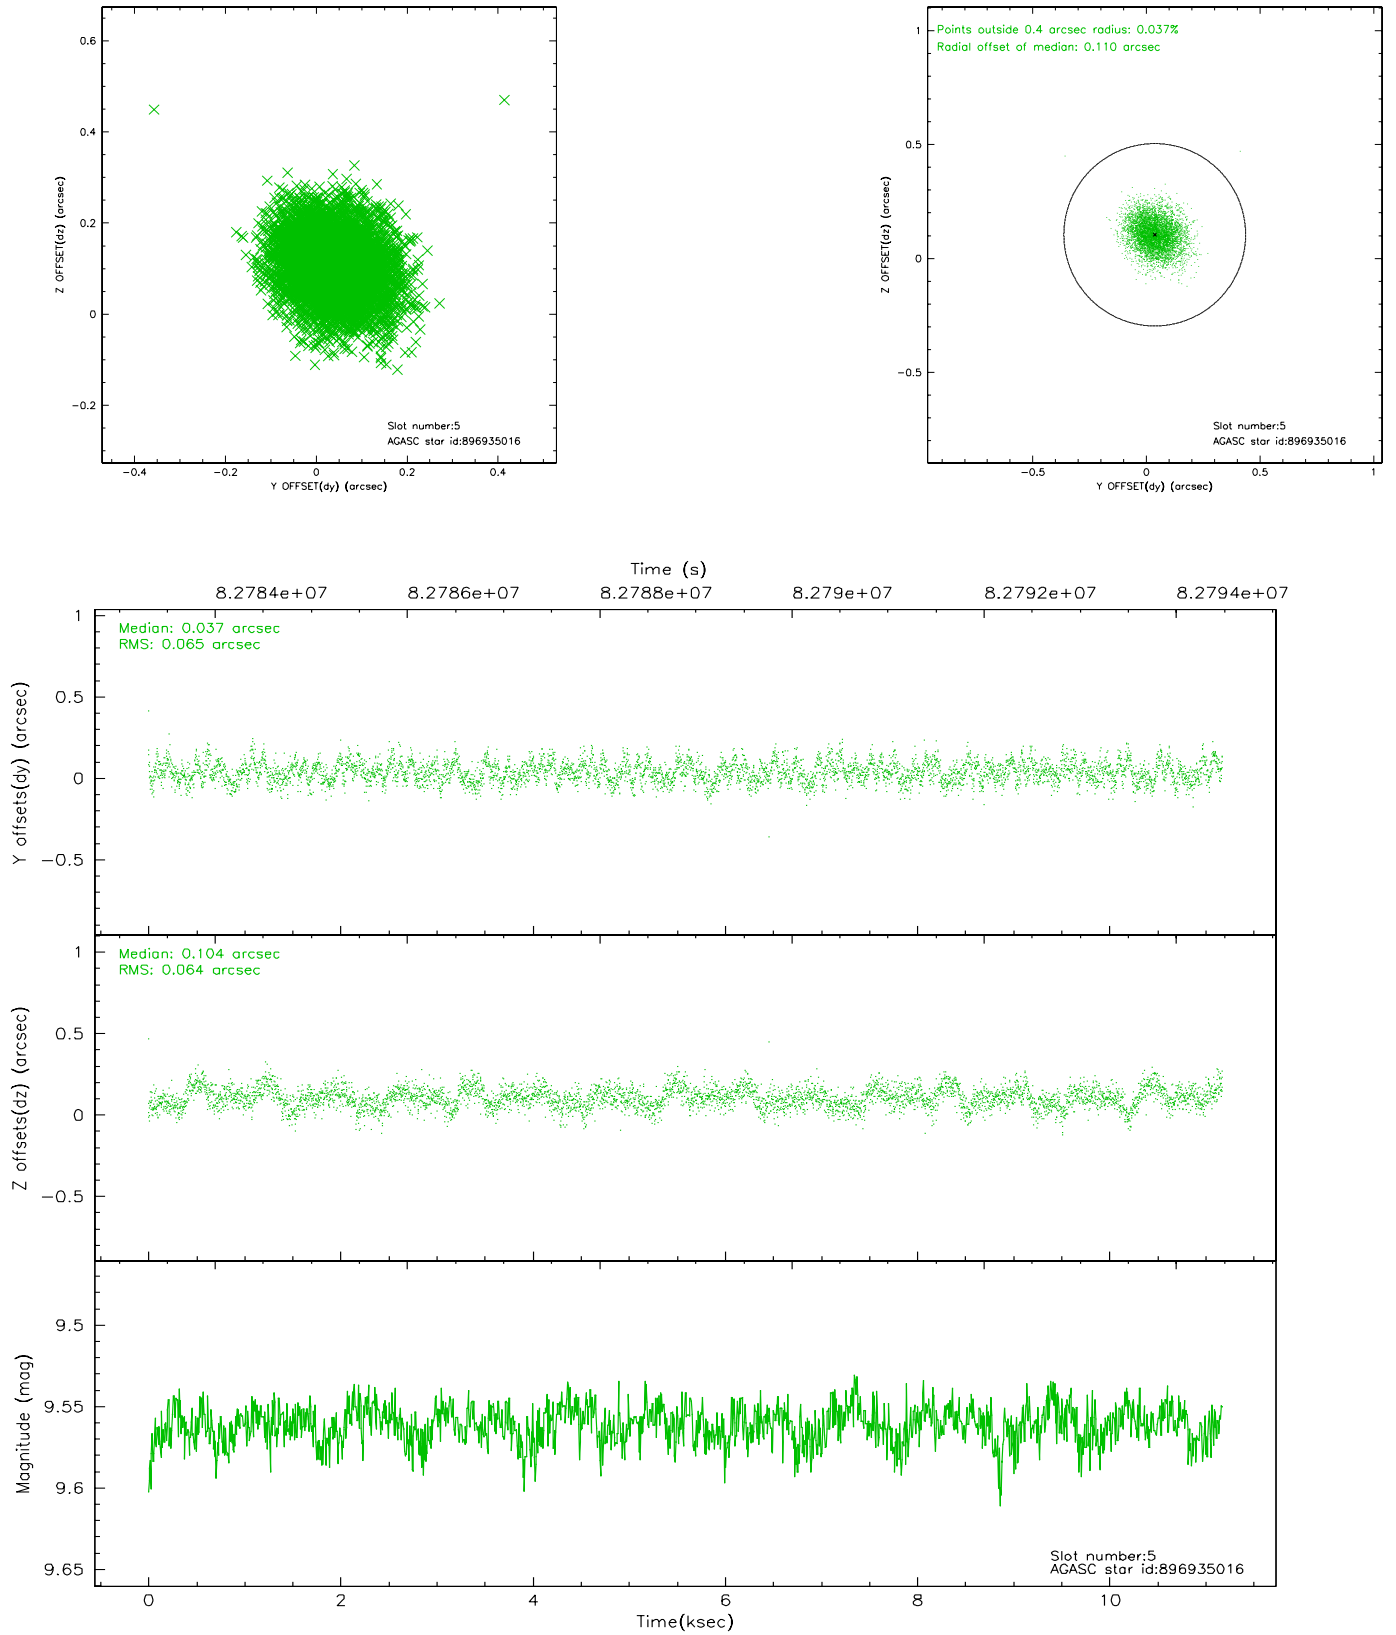 0.6
0.4
0.2
0
−0.2
Z OFFSET(dz) (arcsec)
Slot number:5
AGASC star id:896935016
−0.4
−0.2
0
0.2
0.4
Y OFFSET(dy) (arcsec)
Points outside 0.4 arcsec radius: 0.037%
Radial offset of median: 0.110 arcsec
1
0.5
0
−0.5
Z OFFSET(dz) (arcsec)
Slot number:5
AGASC star id:896935016
−0.5
0
0.5
1
Y OFFSET(dy) (arcsec)
Time (s)
8.2784e+07
8.2786e+07
8.2788e+07
8.279e+07
8.2792e+07
8.2794e+07
Median: 0.037 arcsec
RMS: 0.065 arcsec
1
0.5
0
−0.5
Y offsets(dy) (arcsec)
Median: 0.104 arcsec
RMS: 0.064 arcsec
1
0.5
0
−0.5
Z offsets(dz) (arcsec)
9.5
9.55
9.6
9.65
Magnitude (mag)
Slot number:5
AGASC star id:896935016
0
2
4
6
8
10
Time(ksec)